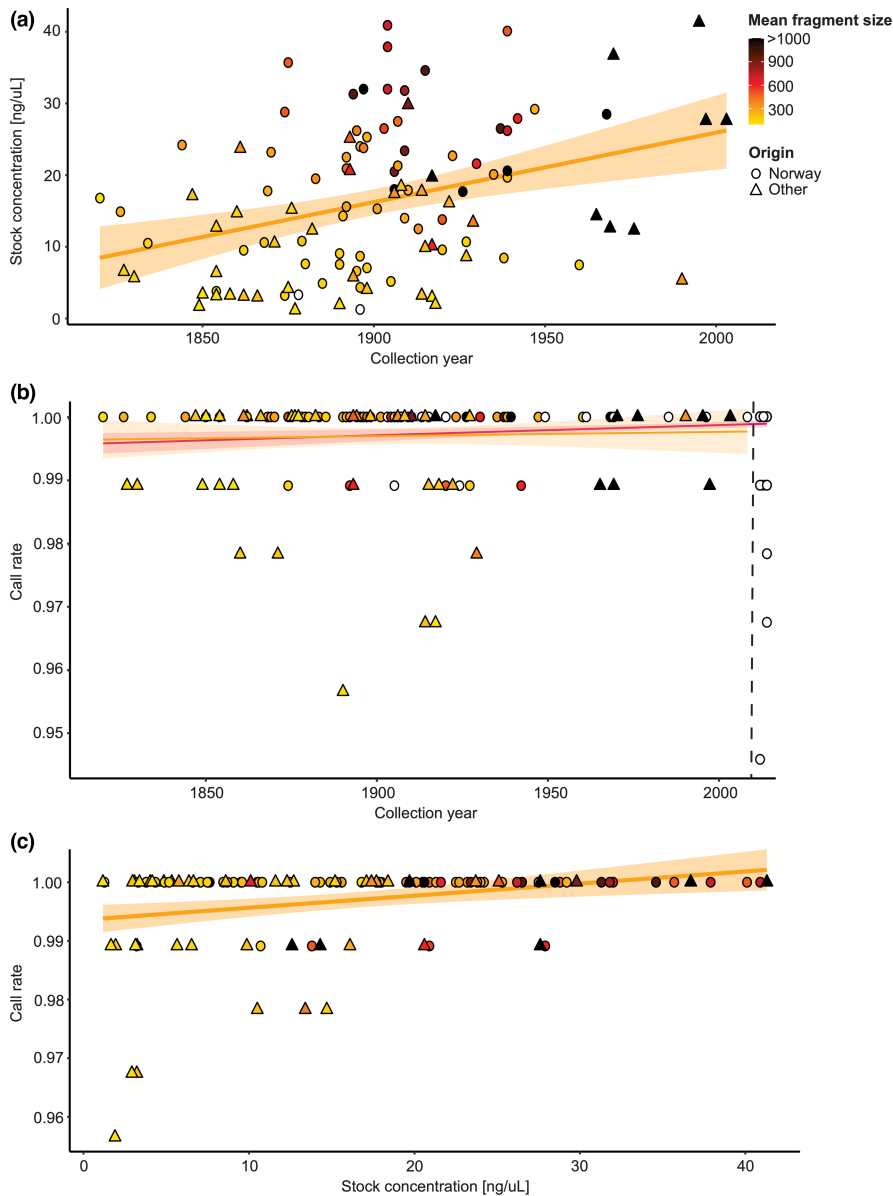 (a)
Stock concentration [ng/uL]
40
30
20
10
0
1850
1900
1950
2000
Collection year
Mean fragment size
>1000
900
600
300
Origin
Norway
Other
(b)
Call rate
1.00
0.99
0.98
0.97
0.96
0.95
1850
1900
1950
2000
Collection year
(c)
Call rate
1.00
0.99
0.98
0.97
0.96
0
10
20
30
40
Stock concentration [ng/uL]